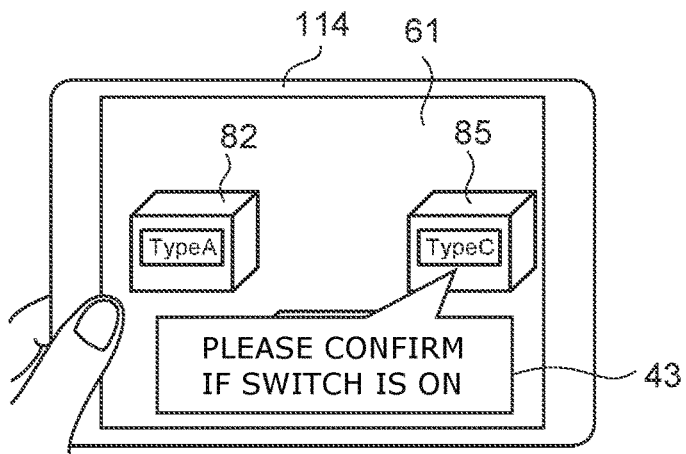 114
61
82
85
TypeA
TypeC
PLEASE CONFIRM
IF SWITCH IS ON
43